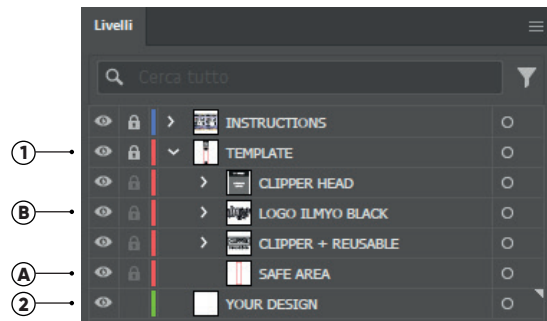 Livelli
Cerca tutto
INSTRUCTIONS
1 TEMPLATE
CLIPPER HEAD
B LOGO ILMYO BLACK
CLIPPER + REUSABLE
A SAFE AREA
2 YOUR DESIGN